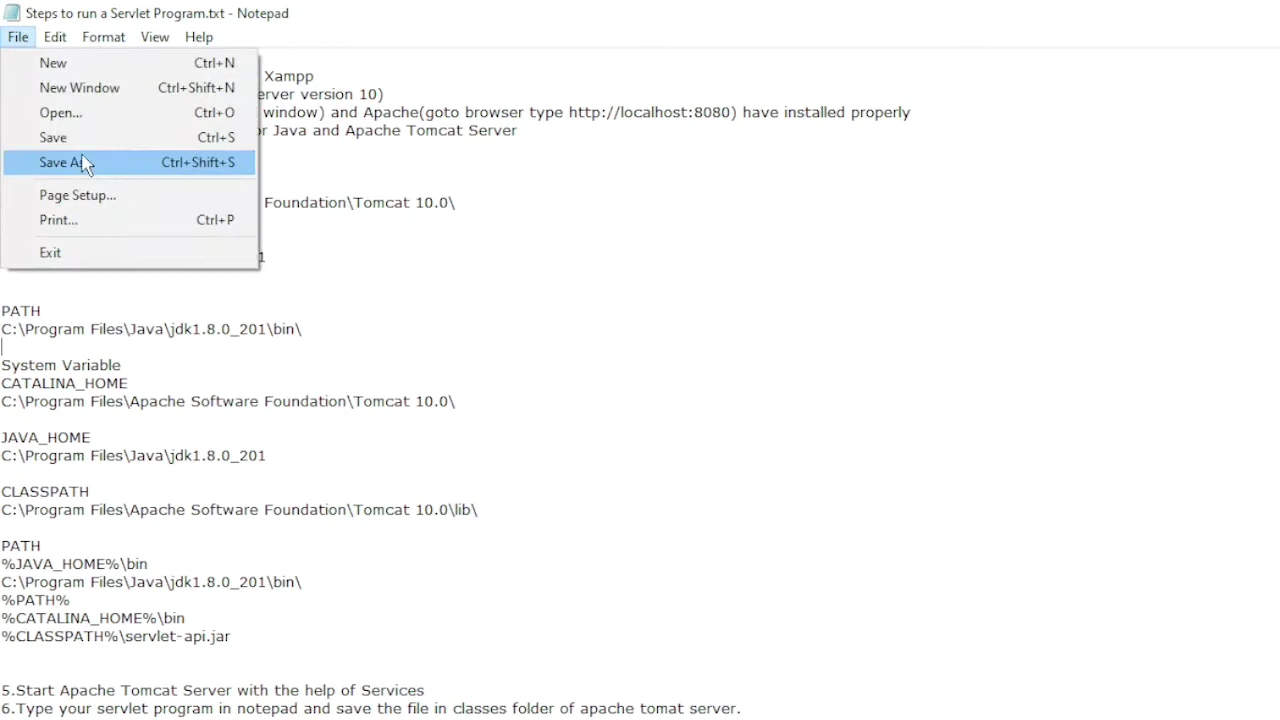 Steps to run a Servlet Program.txt - Notepad
File Edit Format View Help
New Ctrl+N
New Window Ctrl+Shift+N
Open... Ctrl+O
Save Ctrl+S
Save As Ctrl+Shift+S
Page Setup...
Print... Ctrl+P
Exit
Xampp
erver version 10)
window) and Apache(goto browser type http://localhost:8080) have installed properly
or Java and Apache Tomcat Server
Foundation\Tomcat 10.0\
1
PATH
C:\Program Files\Java\jdk1.8.0_201\bin\
System Variable
CATALINA_HOME
C:\Program Files\Apache Software Foundation\Tomcat 10.0\
JAVA_HOME
C:\Program Files\Java\jdk1.8.0_201
CLASSPATH
C:\Program Files\Apache Software Foundation\Tomcat 10.0\lib\
PATH
%JAVA_HOME%\bin
C:\Program Files\Java\jdk1.8.0_201\bin\
%PATH%
%CATALINA_HOME%\bin
%CLASSPATH%\servlet-api.jar
5.Start Apache Tomcat Server with the help of Services
6.Type your servlet program in notepad and save the file in classes folder of apache tomat server.